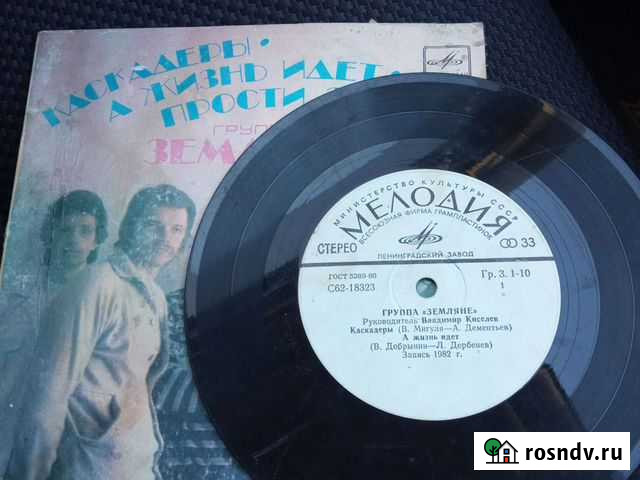 КАСКАДЕРЫ •
А ЖИЗНЬ ИДЕТ •
ПРОСТИ
МИНИСТЕРСТВО КУЛЬТУРЫ СССР
МЕЛОДИЯ
ВСЕСОЮЗНАЯ ФИРМА ГРАМПЛАСТИНОК
СТЕРЕО 33
ЛЕНИНГРАДСКИЙ ЗАВОД
ГОСТ 5289-80 Гр. 3. 1-10
С62-18323 1
ГРУППА «ЗЕМЛЯНЕ»
Руководитель Владимир Киселев
Каскадеры (В. Мигуля—А. Дементьев)
А жизнь идет
(В. Добрынин—Л. Дербенев)
Запись 1982 г.
rosndv.ru